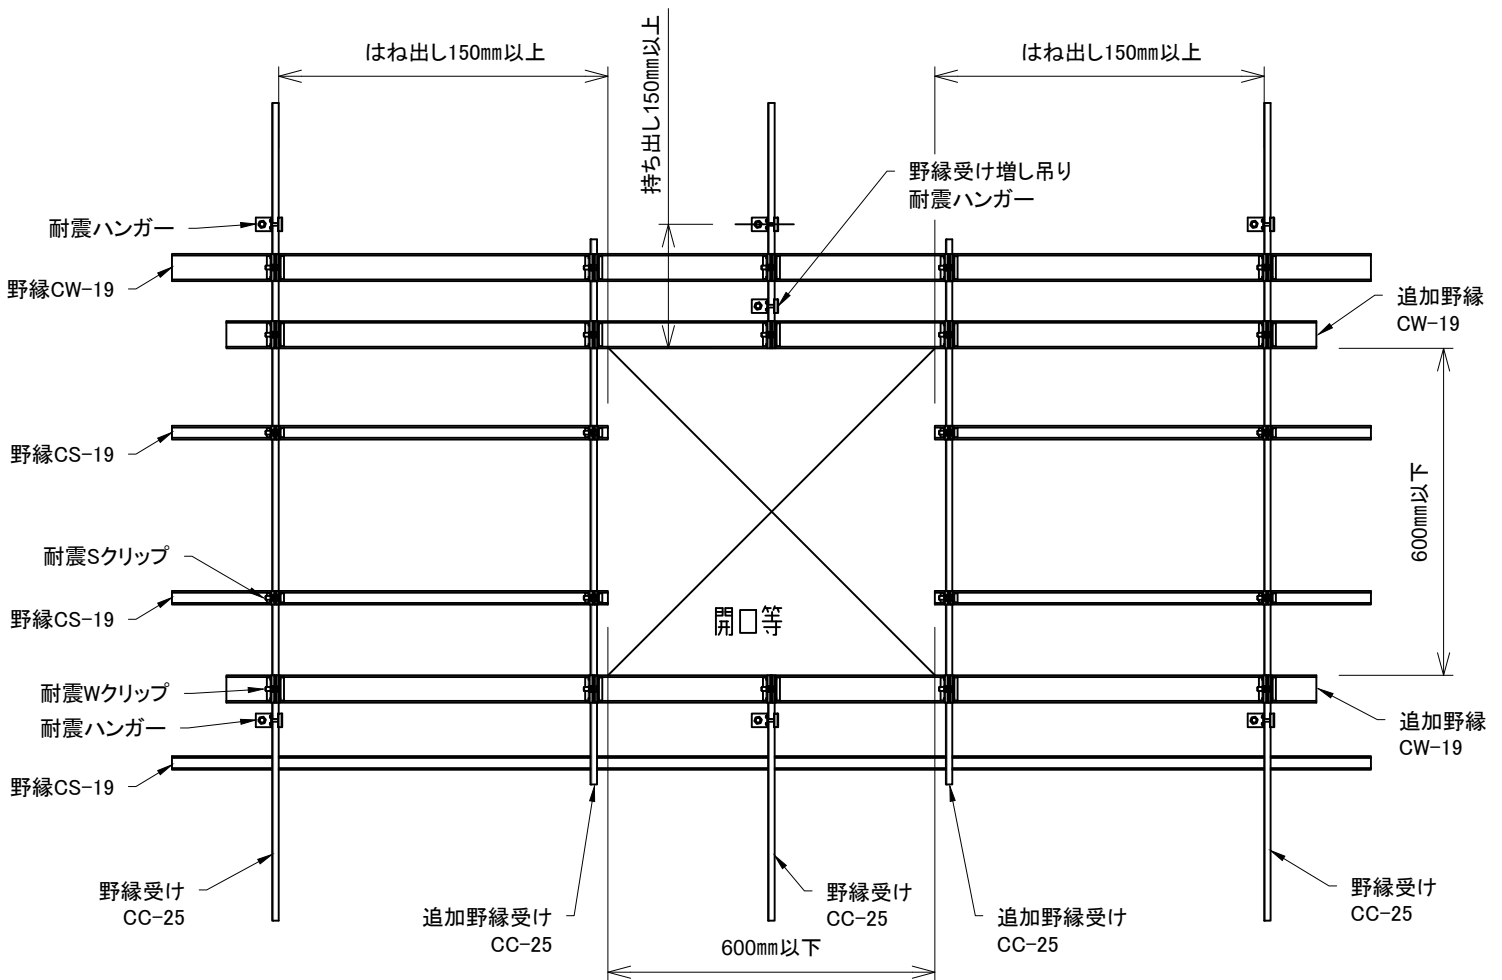 はね出し150mm以上
持ち出し150mm以上
はね出し150mm以上
野縁受け増し吊り
耐震ハンガー
耐震ハンガー
野縁CW-19
追加野縁
CW-19
野縁CS-19
600mm以下
耐震Sクリップ
野縁CS-19
開口等
耐震Wクリップ
耐震ハンガー
追加野縁
CW-19
野縁CS-19
野縁受け
CC-25
追加野縁受け
CC-25
野縁受け
CC-25
追加野縁受け
CC-25
野縁受け
CC-25
600mm以下